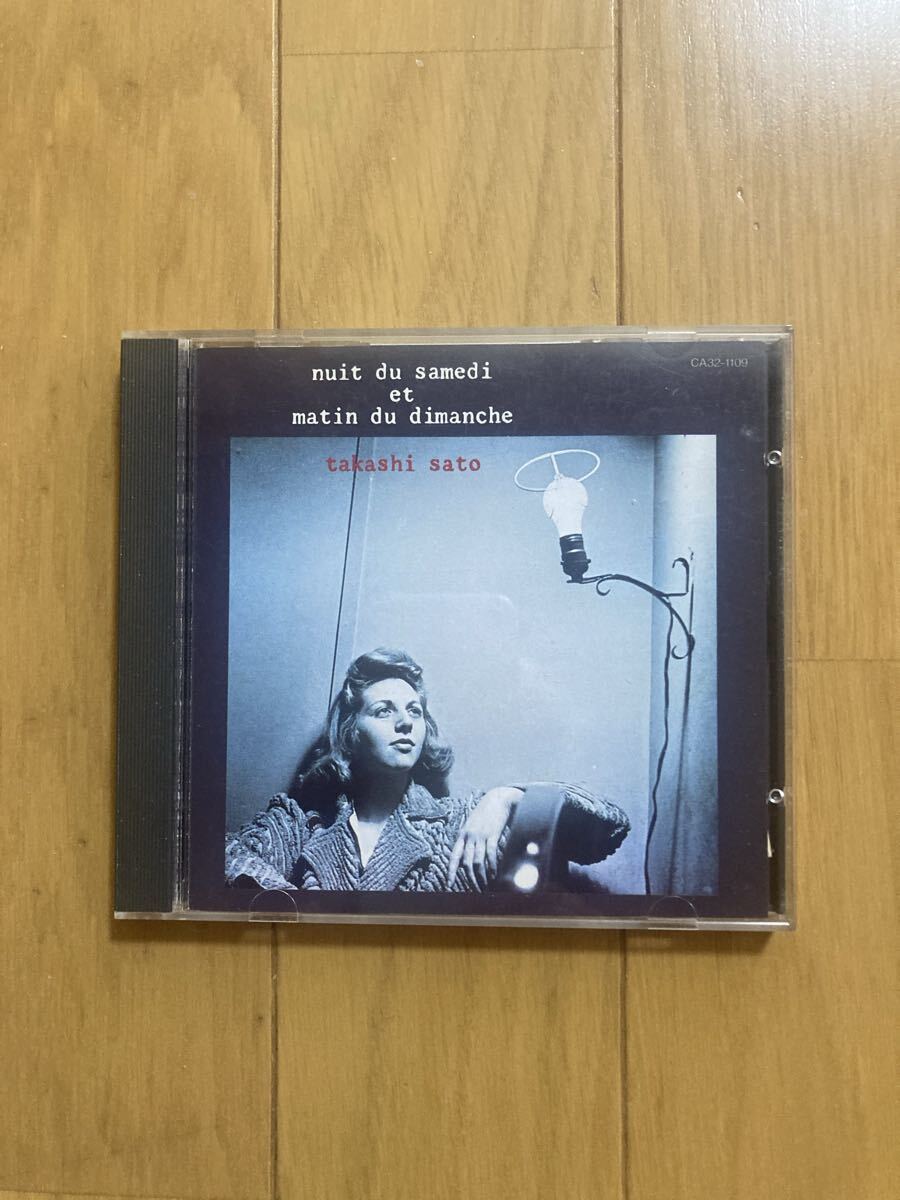 nuit du samedi
et
matin du dimanche
CA32-1109
takashi sato